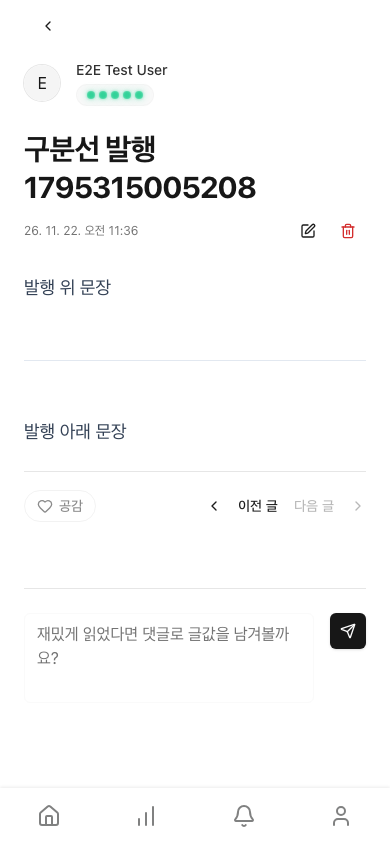 E
E2E Test User
구분선 발행
1795315005208
26. 11. 22. 오전 11:36
발행 위 문장
발행 아래 문장
공감
이전 글
다음 글
재밌게 읽었다면 댓글로 글값을 남겨볼까
요?